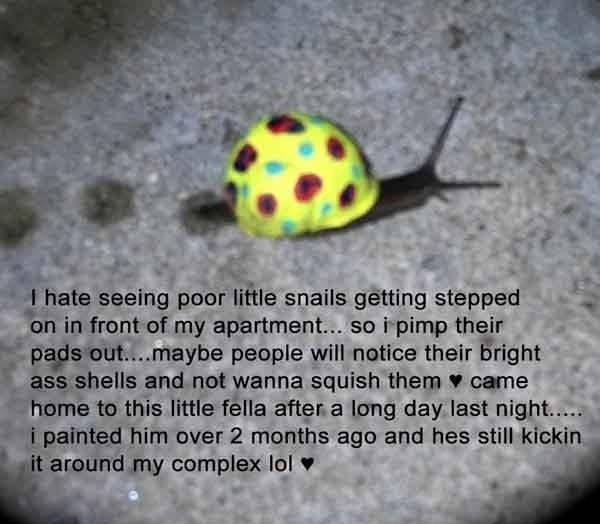 I hate seeing poor little snails getting stepped
on in front of my apartment... so i pimp their
pads out....maybe people will notice their bright
ass shells and not wanna squish them ♥ came
home to this little fella after a long day last night.....
i painted him over 2 months ago and hes still kickin
it around my complex lol ♥